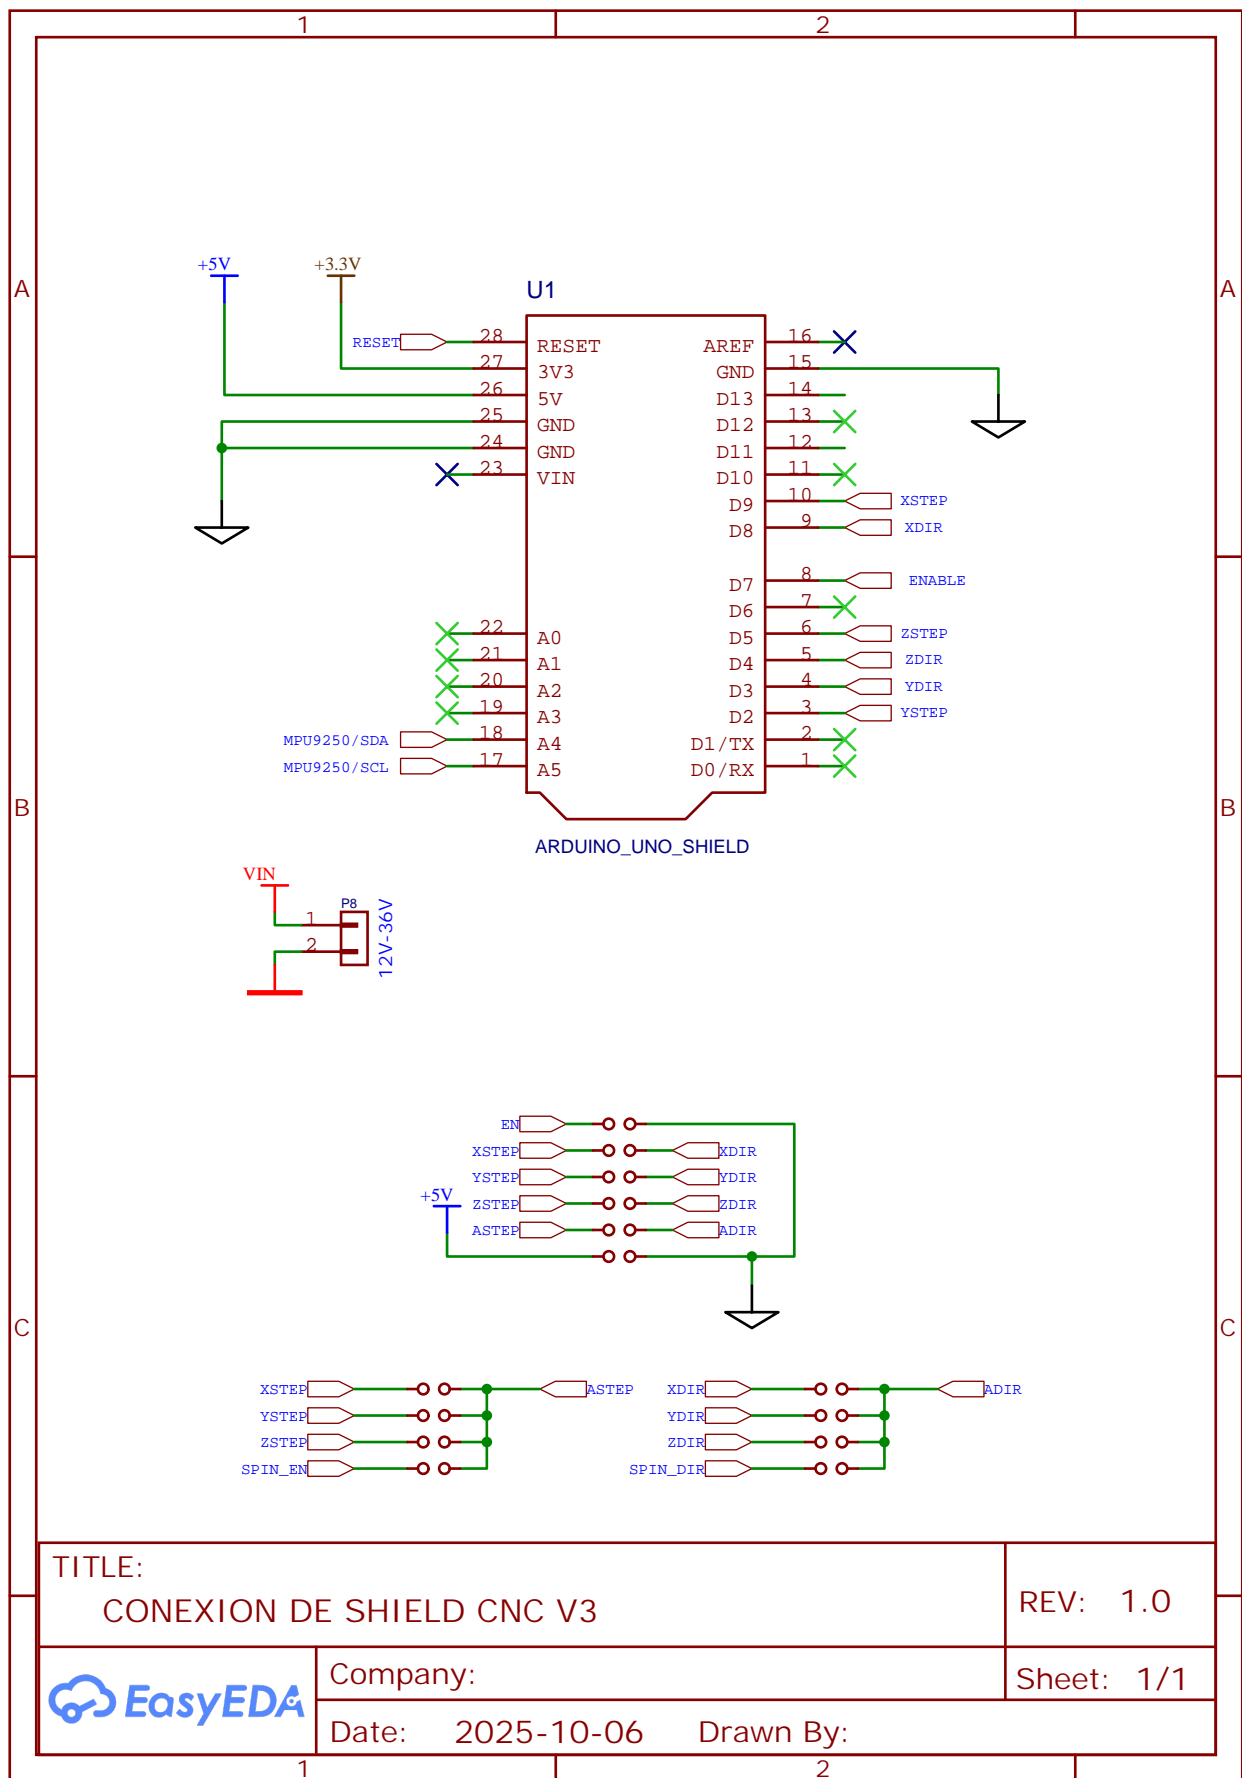 1 2
A A
+5V +3.3V
U1
RESET 28 RESET AREF 16
27 3V3 GND 15
26 5V D13 14
25 GND D12 13
24 GND D11 12
23 VIN D10 11
D9 10 XSTEP
D8 9 XDIR
D7 8 ENABLE
D6 7
22 A0 D5 6 ZSTEP
21 A1 D4 5 ZDIR
20 A2 D3 4 YDIR
19 A3 D2 3 YSTEP
MPU9250/SDA 18 A4 D1/TX 2
MPU9250/SCL 17 A5 D0/RX 1
B B
ARDUINO_UNO_SHIELD
VIN
P8
1
2
12V-36V
EN
XSTEP XDIR
YSTEP YDIR
+5V
ZSTEP ZDIR
ASTEP ADIR
C C
XSTEP ASTEP XDIR ADIR
YSTEP YDIR
ZSTEP ZDIR
SPIN_EN SPIN_DIR
TITLE:
CONEXION DE SHIELD CNC V3
REV: 1.0
EasyEDA
Company:
Sheet: 1/1
Date: 2025-10-06 Drawn By:
1 2